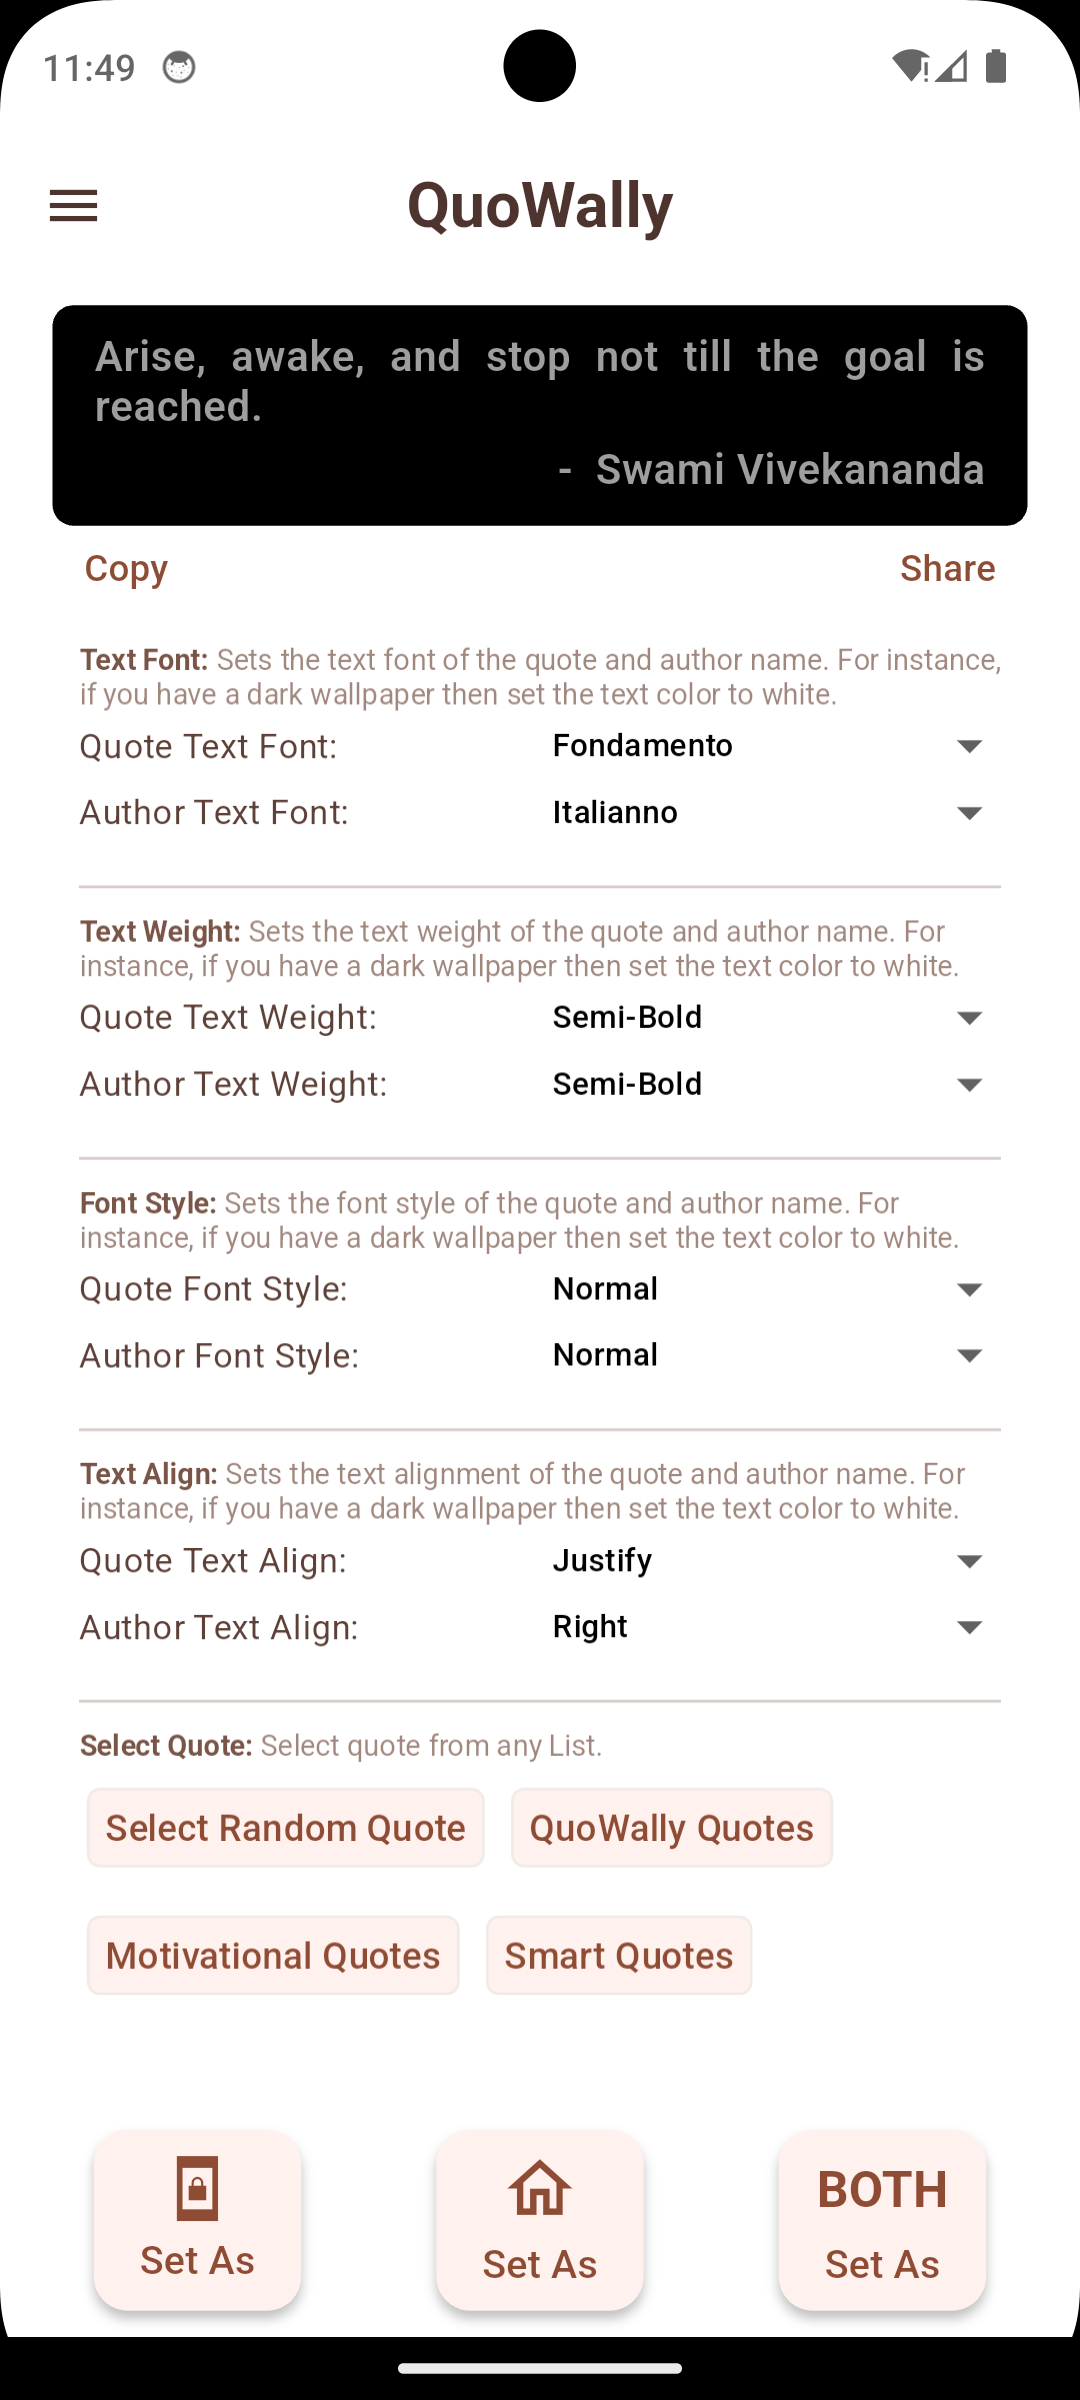 11:49
QuoWally
Arise, awake, and stop not till the goal is
reached.
- Swami Vivekananda
Copy
Share
Text Font: Sets the text font of the quote and author name. For instance,
if you have a dark wallpaper then set the text color to white.
Quote Text Font:
Fondamento
Author Text Font:
Italianno
Text Weight: Sets the text weight of the quote and author name. For
instance, if you have a dark wallpaper then set the text color to white.
Quote Text Weight:
Semi-Bold
Author Text Weight:
Semi-Bold
Font Style: Sets the font style of the quote and author name. For
instance, if you have a dark wallpaper then set the text color to white.
Quote Font Style:
Normal
Author Font Style:
Normal
Text Align: Sets the text alignment of the quote and author name. For
instance, if you have a dark wallpaper then set the text color to white.
Quote Text Align:
Justify
Author Text Align:
Right
Select Quote: Select quote from any List.
Select Random Quote
QuoWally Quotes
Motivational Quotes
Smart Quotes
Set As
Set As
BOTH
Set As